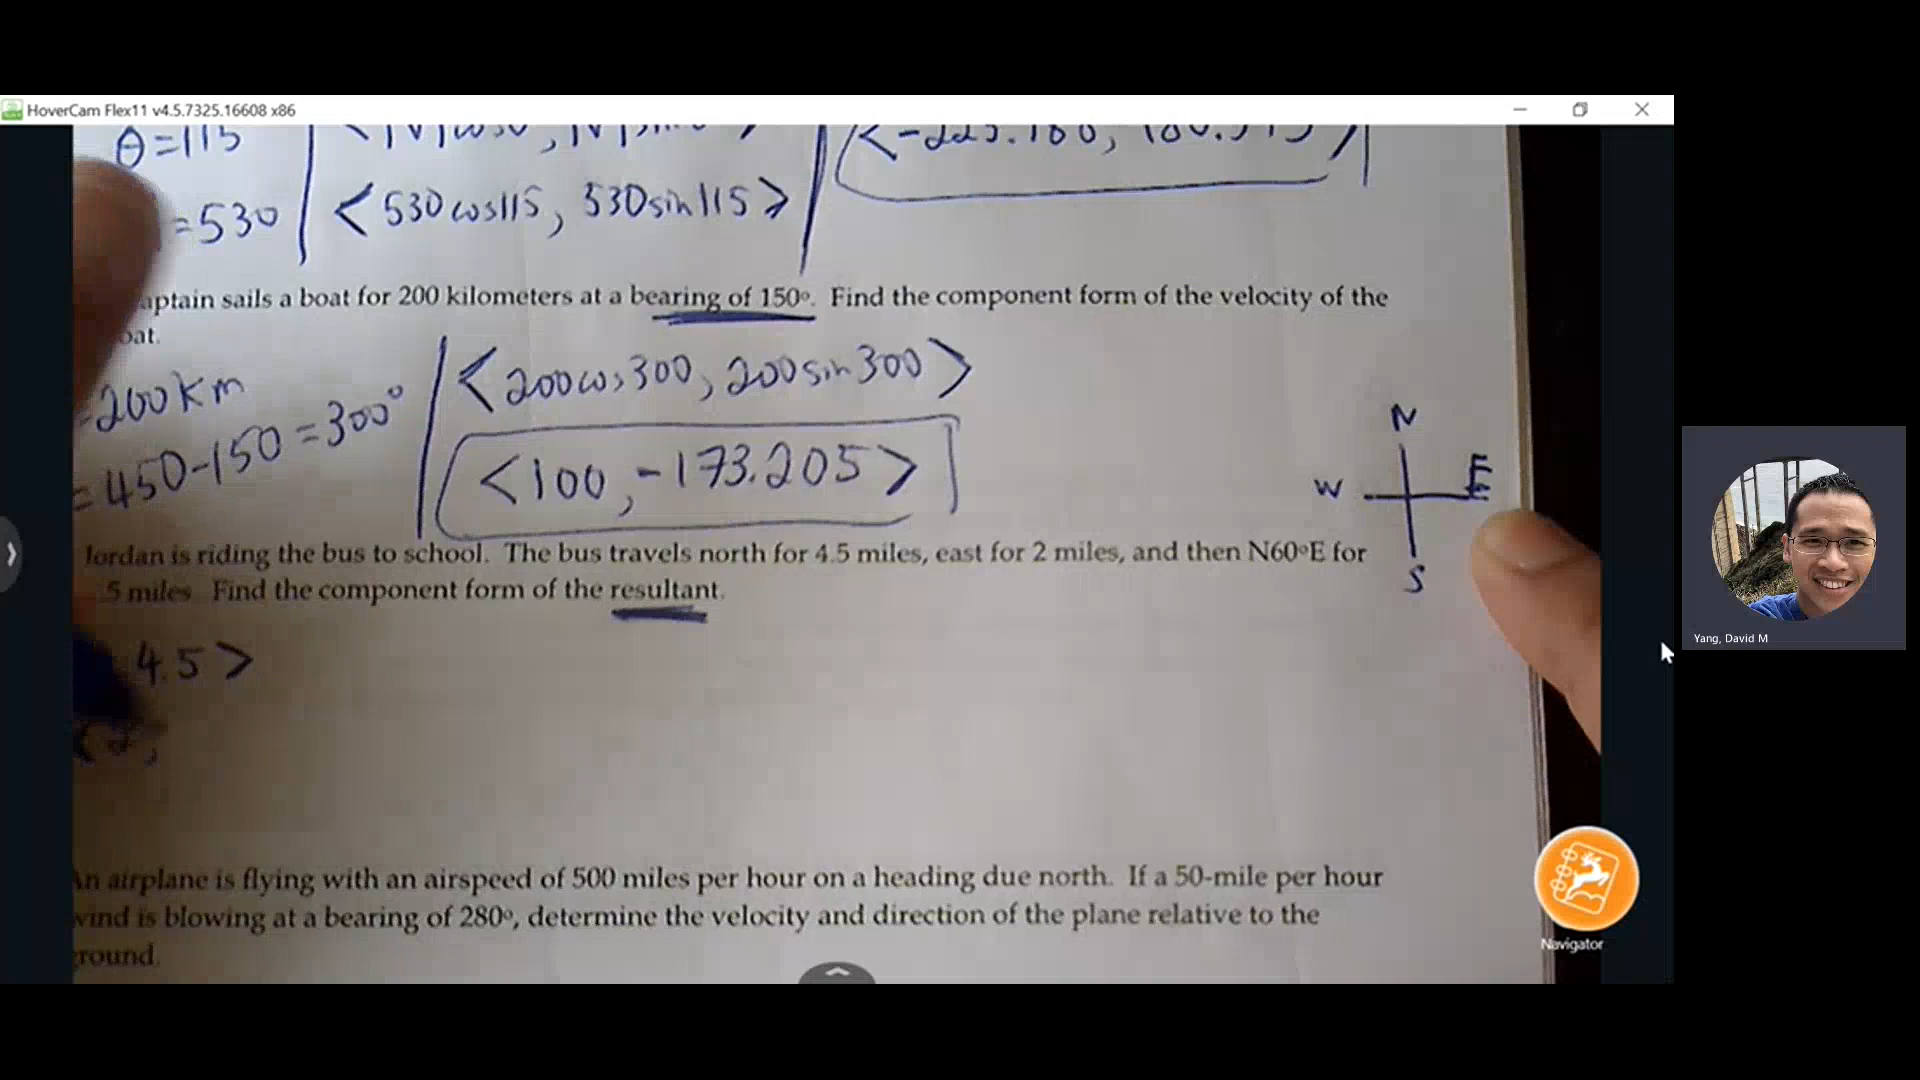 HoverCam Flex11 v4.5.7325.16608 x86
θ=115
=530
<530cos115, 530sin115>
aptain sails a boat for 200 kilometers at a bearing of 150º. Find the component form of the velocity of the
oat.
200km
=450-150=300°
<200cos300, 200sin300>
<100, -173.205>
N
W E
S
Jordan is riding the bus to school. The bus travels north for 4.5 miles, east for 2 miles, and then N60ºE for
5 miles Find the component form of the resultant.
4.5>
An airplane is flying with an airspeed of 500 miles per hour on a heading due north. If a 50-mile per hour
wind is blowing at a bearing of 280º, determine the velocity and direction of the plane relative to the
ground.
Navigator
Yang, David M